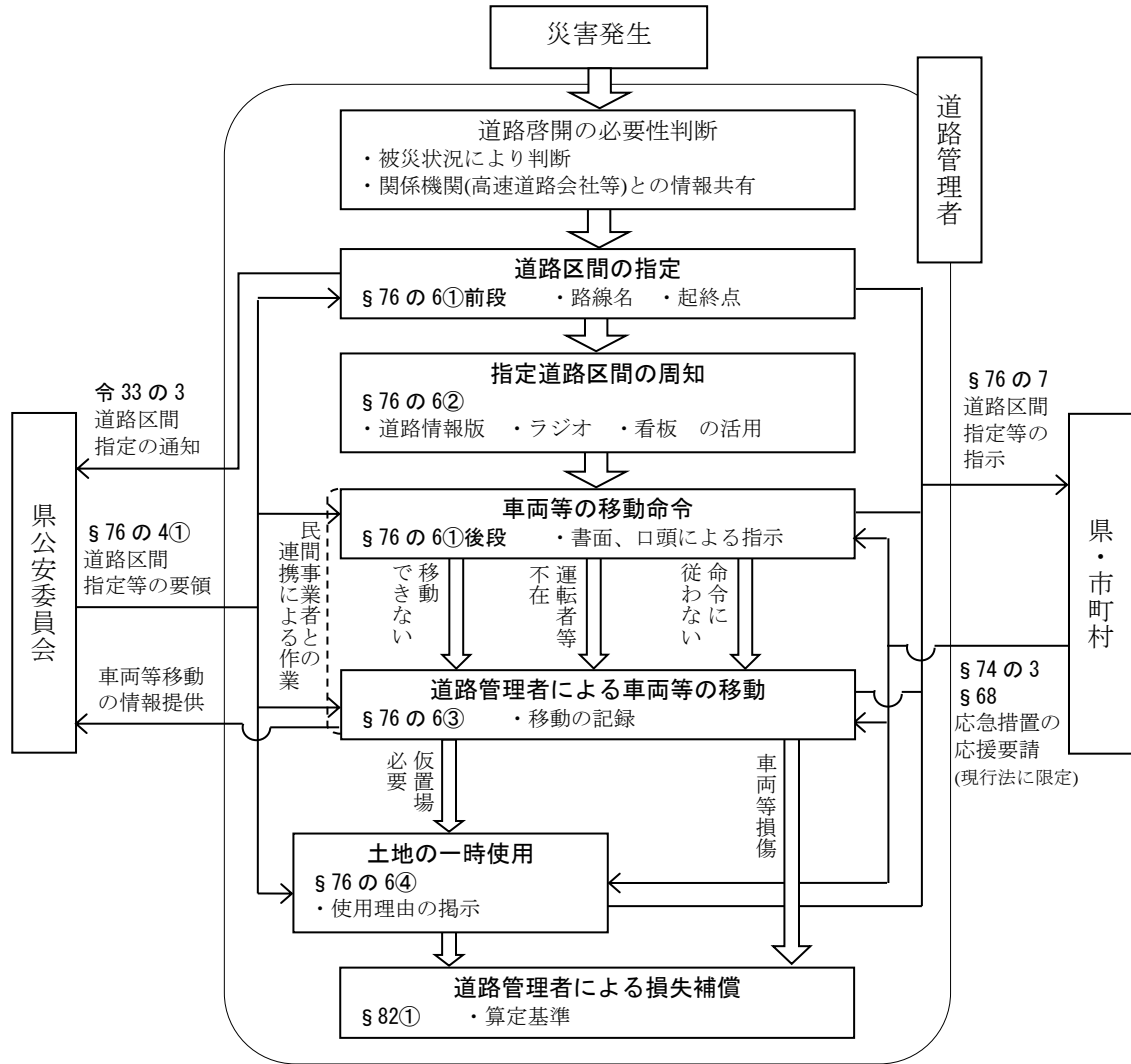 災害発生
道路管理者
道路啓開の必要性判断
・被災状況により判断
・関係機関(高速道路会社等)との情報共有
道路区間の指定
§76の6①前段 ・路線名 ・起終点
指定道路区間の周知
§76の6②
・道路情報版 ・ラジオ ・看板 の活用
令33の3
道路区間
指定の通知
§76の7
道路区間
指定等の
指示
県公安委員会
§76の4①
道路区間
指定等の要領
民間事業者との
連携による作業
車両等の移動命令
§76の6①後段 ・書面、口頭による指示
移動
できない
運転者等
不在
命令に
従わない
県・市町村
車両等移動
の情報提供
道路管理者による車両等の移動
§76の6③ ・移動の記録
§74の3
§68
応急措置の
応援要請
(現行法に限定)
仮置場
必要
車両等損傷
土地の一時使用
§76の6④
・使用理由の掲示
道路管理者による損失補償
§82① ・算定基準